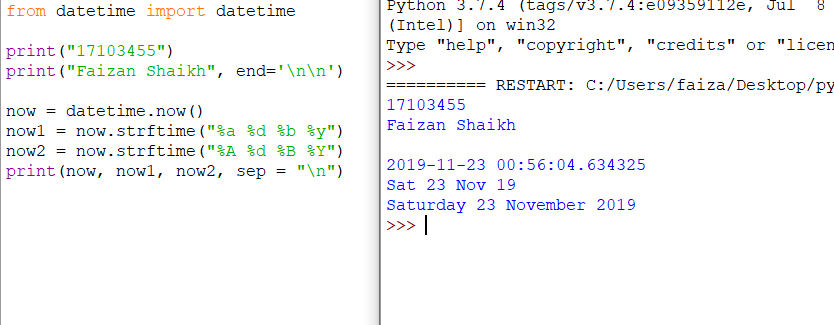 from datetime import datetime
print("17103455")
print("Faizan Shaikh", end='\n\n')
now = datetime.now()
now1 = now.strftime("%a %d %b %y")
now2 = now.strftime("%A %d %B %Y")
print(now, now1, now2, sep = "\n")
Python 3.7.4 (tags/v3.7.4:e09359112e, Jul  8
(Intel)] on win32
Type "help", "copyright", "credits" or "licen
>>>
========== RESTART: C:/Users/faiza/Desktop/py
17103455
Faizan Shaikh
2019-11-23 00:56:04.634325
Sat 23 Nov 19
Saturday 23 November 2019
>>>